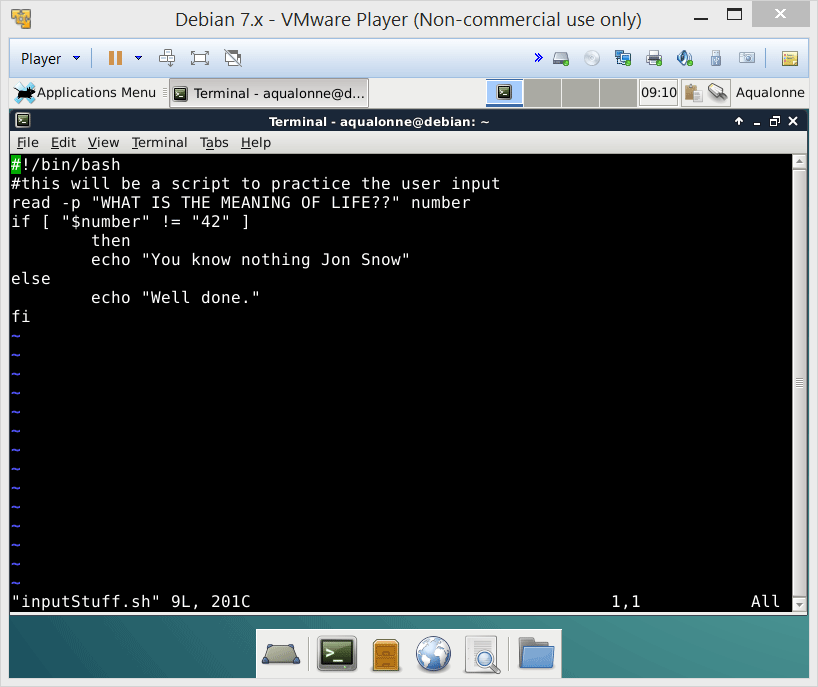 Debian 7.x - VMware Player (Non-commercial use only)
Player
Applications Menu
Terminal - aqualonne@d...
09:10
Aqualonne
Terminal - aqualonne@debian: ~
File Edit View Terminal Tabs Help
#!/bin/bash
#this will be a script to practice the user input
read -p "WHAT IS THE MEANING OF LIFE??" number
if [ "$number" != "42" ]
        then
        echo "You know nothing Jon Snow"
else
        echo "Well done."
fi
~
~
~
~
~
~
~
~
~
~
~
~
~
~
"inputStuff.sh" 9L, 201C 1,1 All